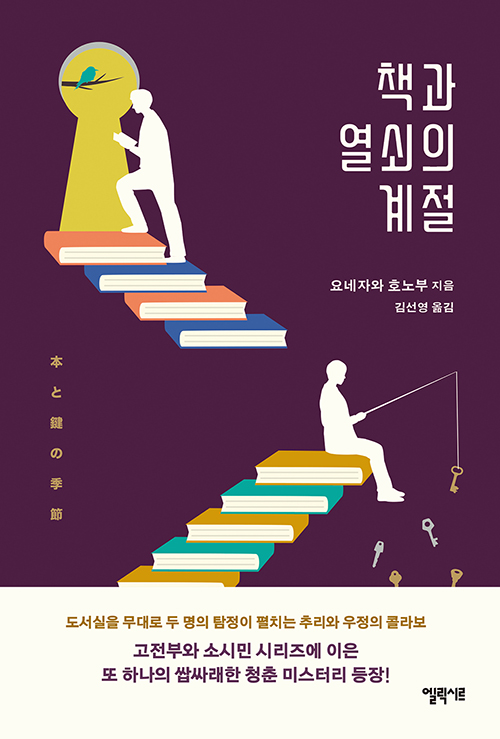 책과
열쇠의
계절
요네자와 호노부 지음
김선영 옮김
本と鍵の季節
도서실을 무대로 두 명의 탐정이 펼치는 추리와 우정의 콜라보
고전부와 소시민 시리즈에 이은
또 하나의 쌉싸래한 청춘 미스터리 등장!
엘릭시르